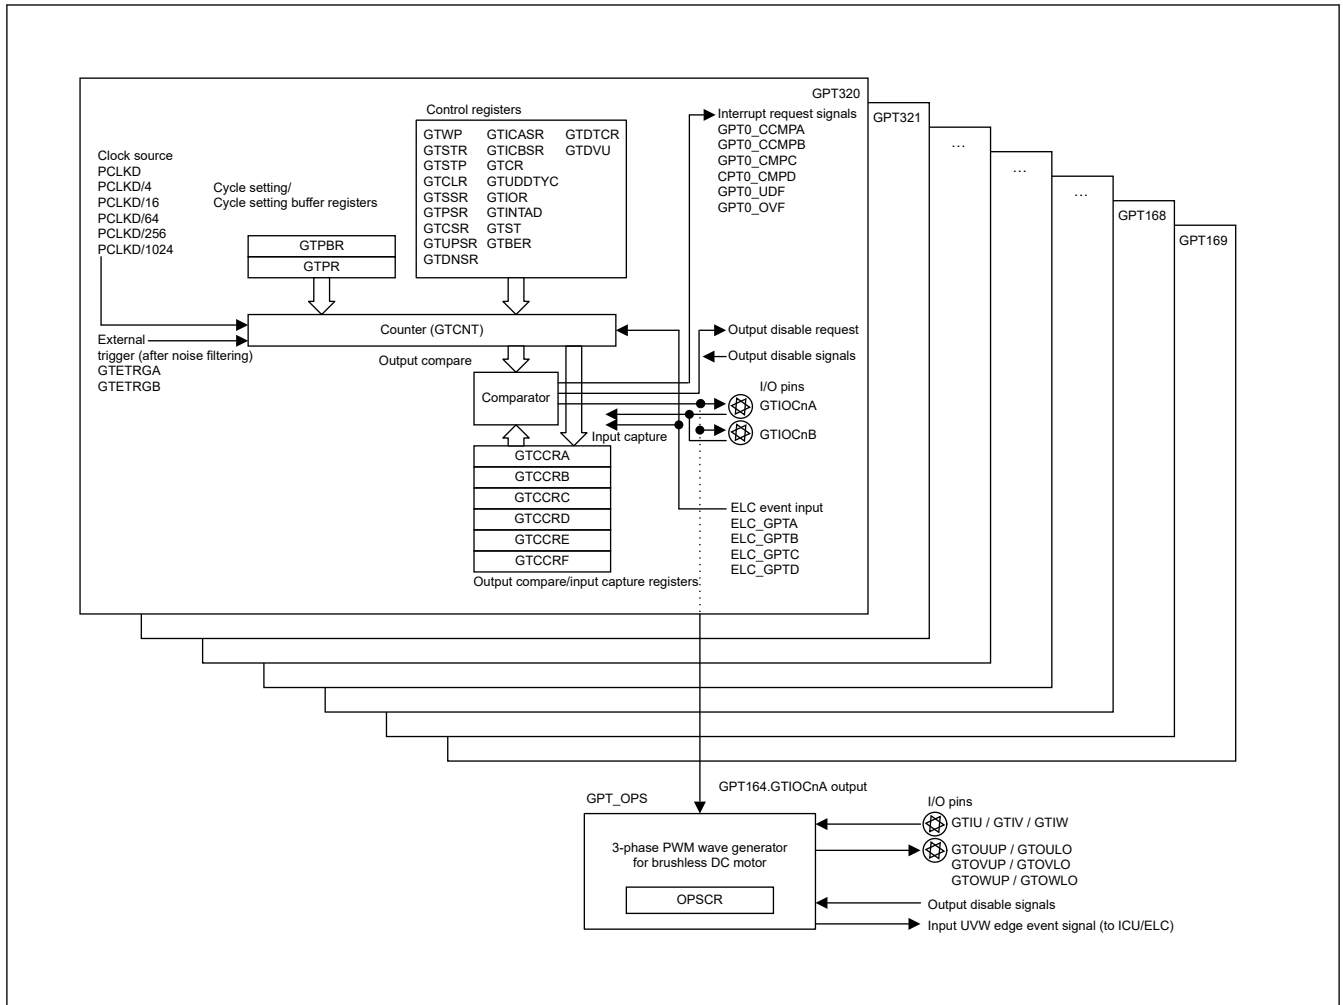 GPT320
GPT321
…
…
…
GPT168
GPT169
Control registers
GTWP GTICASR GTDTCR
GTSTR GTICBSR GTDVU
GTSTP GTCR
GTCLR GTUDDTYC
GTSSR GTIOR
GTPSR GTINTAD
GTCSR GTST
GTUPSR GTBER
GTDNSR
Interrupt request signals
GPT0_CCMPA
GPT0_CCMPB
GPT0_CMPC
CPT0_CMPD
GPT0_UDF
GPT0_OVF
Clock source
PCLKD
PCLKD/4
PCLKD/16
PCLKD/64
PCLKD/256
PCLKD/1024
Cycle setting/
Cycle setting buffer registers
GTPBR
GTPR
Counter (GTCNT)
External
trigger (after noise filtering)
GTETRGA
GTETRGB
Output compare
Comparator
Output disable request
Output disable signals
I/O pins
GTIOCnA
GTIOCnB
Input capture
GTCCRA
GTCCRB
GTCCRC
GTCCRD
GTCCRE
GTCCRF
Output compare/input capture registers
ELC event input
ELC_GPTA
ELC_GPTB
ELC_GPTC
ELC_GPTD
GPT164.GTIOCnA output
GPT_OPS
3-phase PWM wave generator
for brushless DC motor
OPSCR
I/O pins
GTIU / GTIV / GTIW
GTOUUP / GTOULO
GTOVUP / GTOVLO
GTOWUP / GTOWLO
Output disable signals
Input UVW edge event signal (to ICU/ELC)